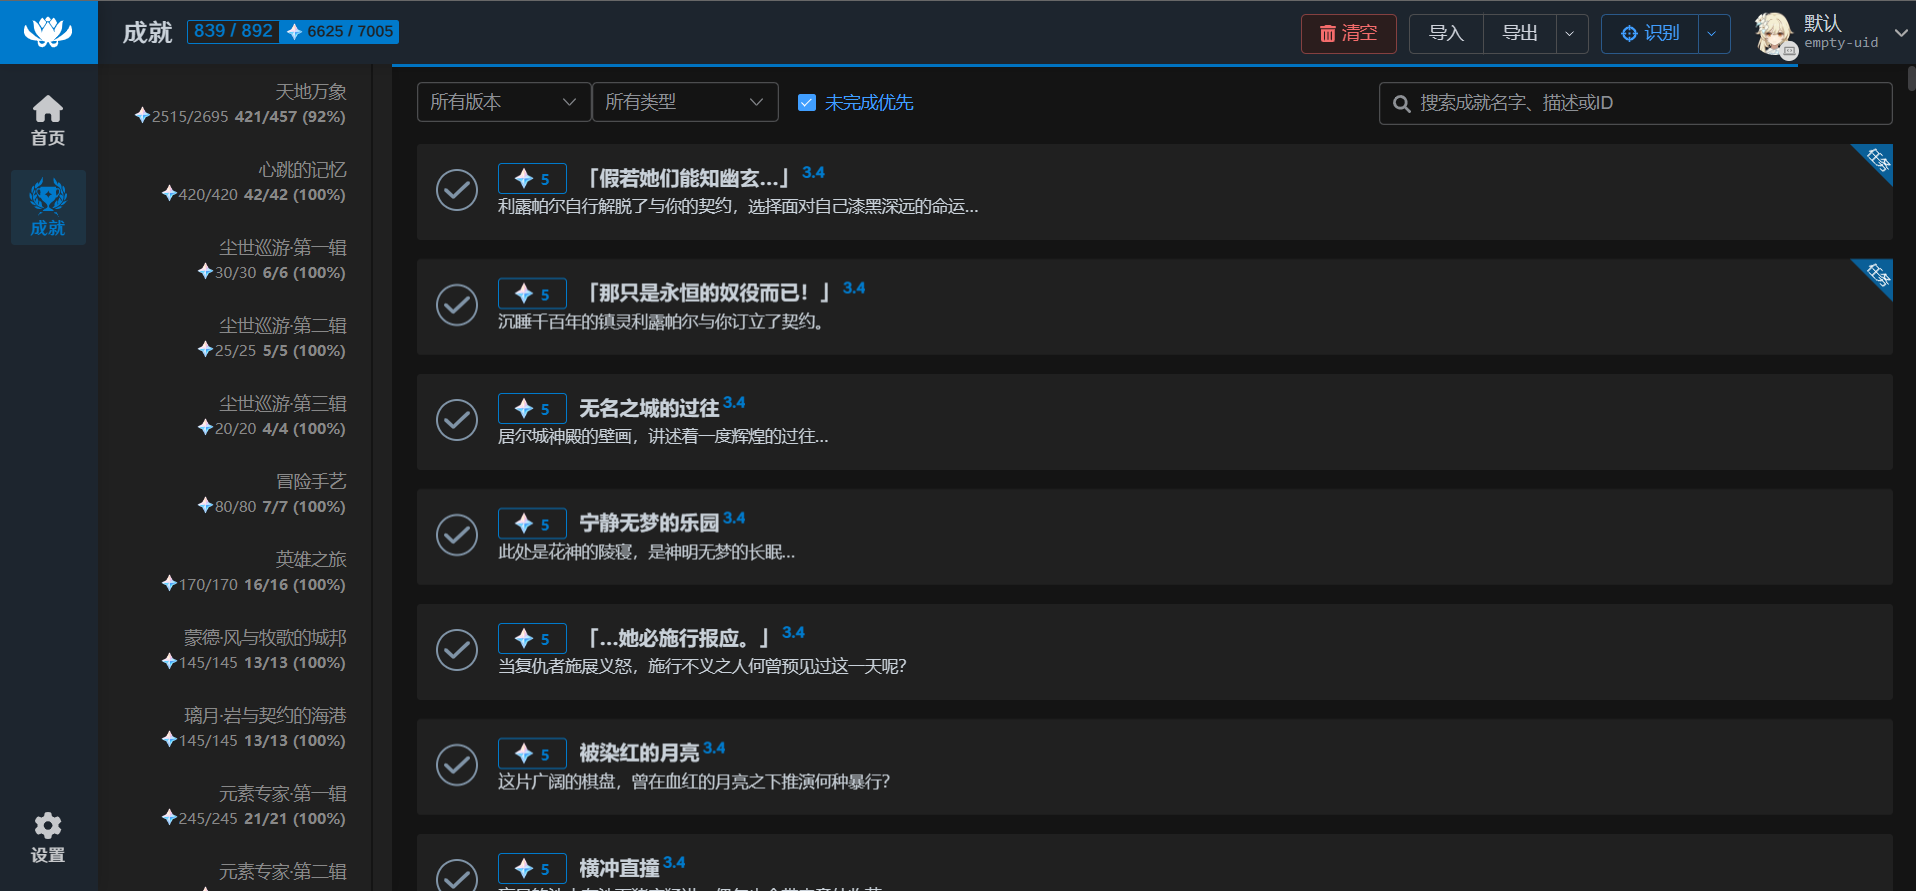 成就 839 / 892 6625 / 7005
清空 导入 导出 识别
默认
empty-uid
首页
成就
设置
天地万象
2515/2695 421/457 (92%)
心跳的记忆
420/420 42/42 (100%)
尘世巡游·第一辑
30/30 6/6 (100%)
尘世巡游·第二辑
25/25 5/5 (100%)
尘世巡游·第三辑
20/20 4/4 (100%)
冒险手艺
80/80 7/7 (100%)
英雄之旅
170/170 16/16 (100%)
蒙德·风与牧歌的城邦
145/145 13/13 (100%)
璃月·岩与契约的海港
145/145 13/13 (100%)
元素专家·第一辑
245/245 21/21 (100%)
元素专家·第二辑
所有版本 所有类型 未完成优先 搜索成就名字、描述或ID
5 「假若她们能知幽玄...」 3.4 任务
利露帕尔自行解脱了与你的契约，选择面对自己漆黑深远的命运...
5 「那只是永恒的奴役而已！」 3.4 任务
沉睡千百年的镇灵利露帕尔与你订立了契约。
5 无名之城的过往 3.4
居尔城神殿的壁画，讲述着一度辉煌的过往...
5 宁静无梦的乐园 3.4
此处是花神的陵寝，是神明无梦的长眠...
5 「...她必施行报应。」 3.4
当复仇者施展义怒，施行不义之人何曾预见过这一天呢？
5 被染红的月亮 3.4
这片广阔的棋盘，曾在血红的月亮之下推演何种暴行？
5 横冲直撞 3.4